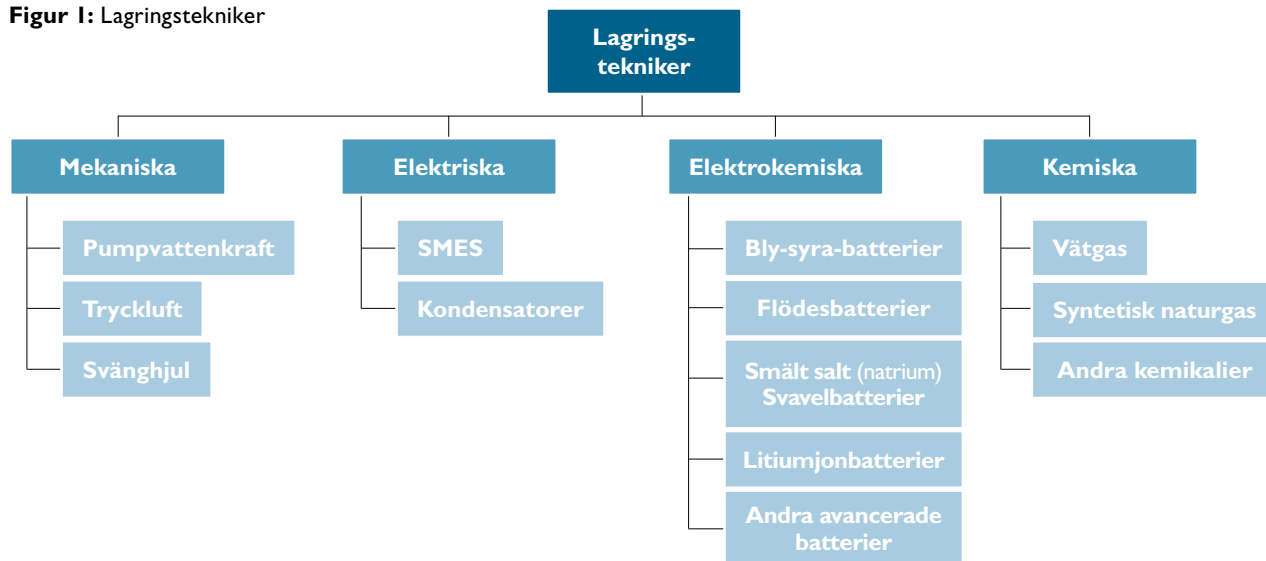 Figur 1: Lagringstekniker
Lagrings-
tekniker
Mekaniska
Pumpvattenkraft
Tryckluft
Svänghjul
Elektriska
SMES
Kondensatorer
Elektrokemiska
Bly-syra-batterier
Flödesbatterier
Smält salt (natrium)
Svavelbatterier
Litiumjonbatterier
Andra avancerade
batterier
Kemiska
Vätgas
Syntetisk naturgas
Andra kemikalier